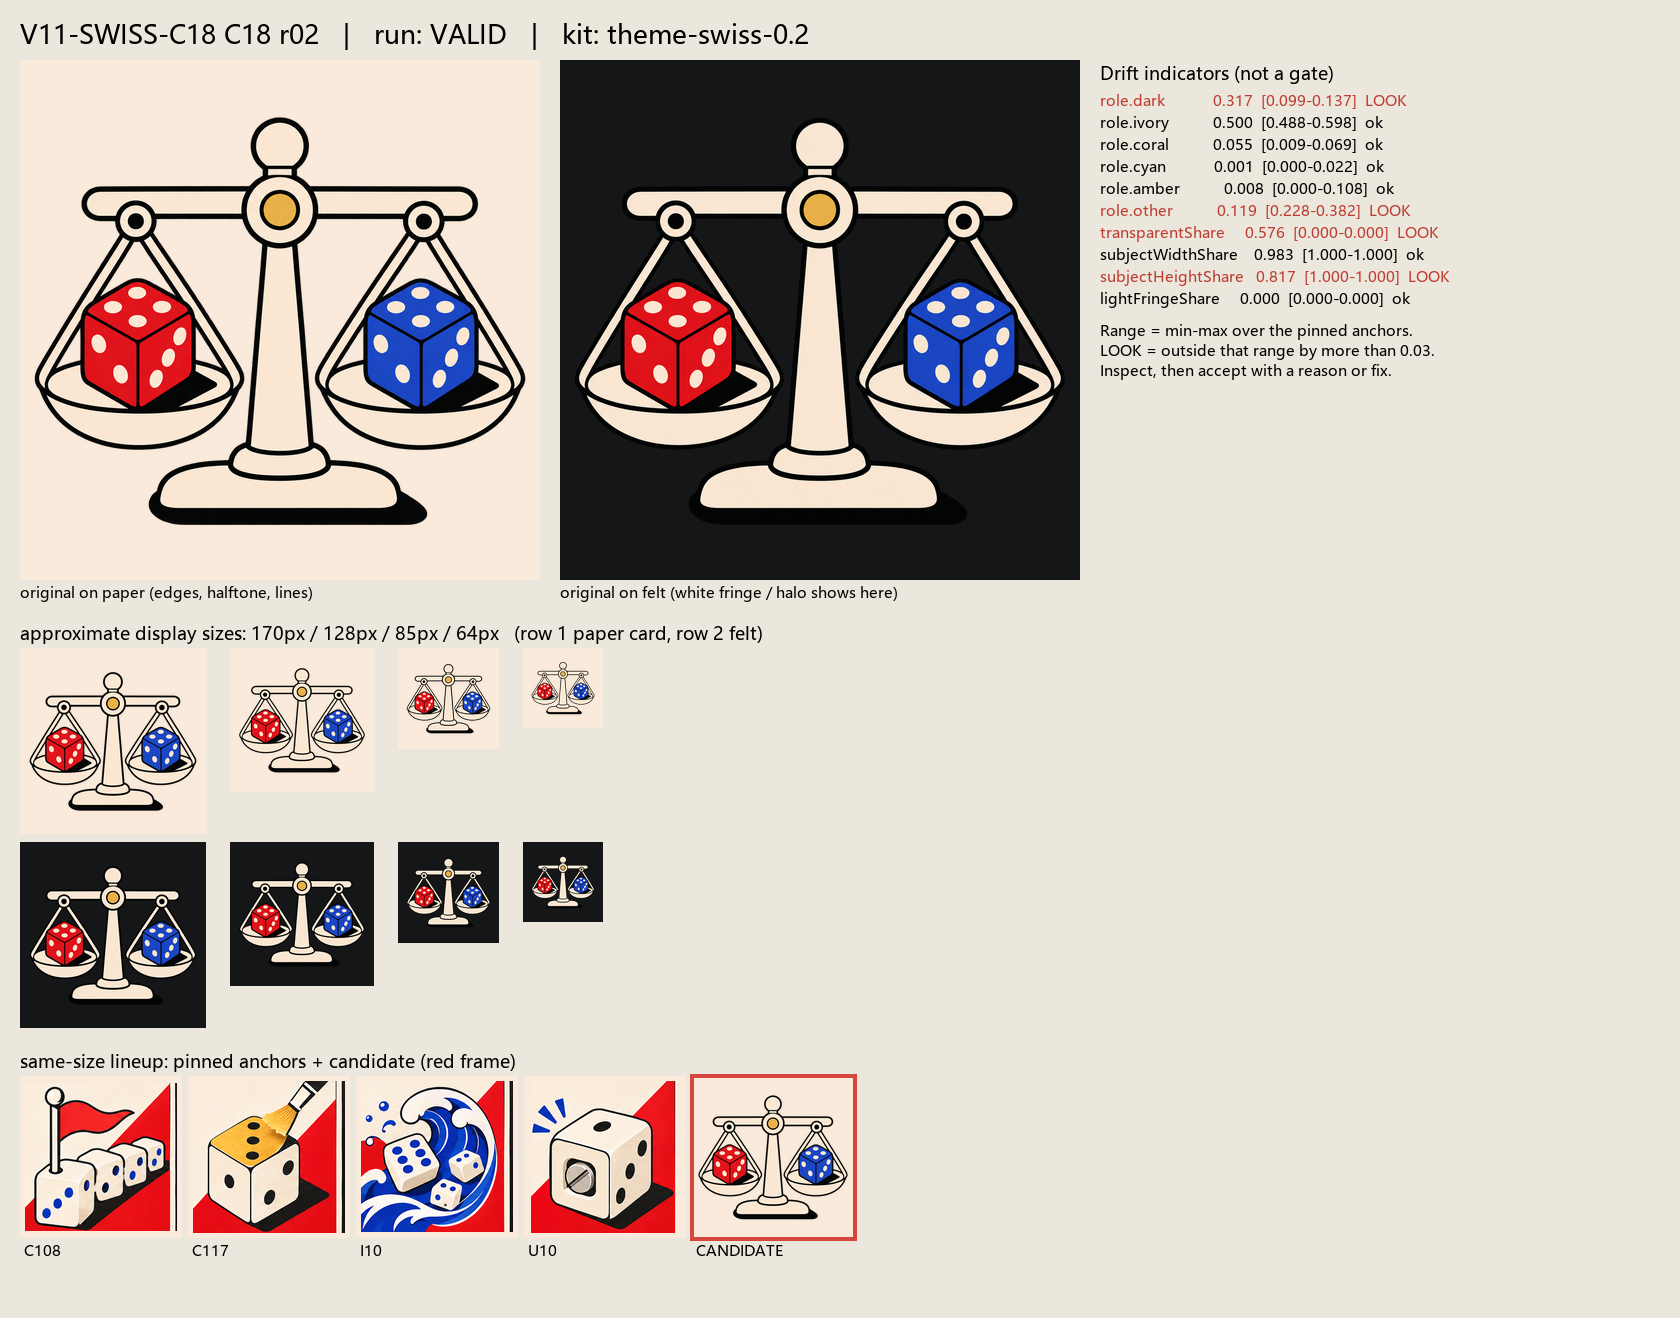 V11-SWISS-C18 C18 r02 | run: VALID | kit: theme-swiss-0.2
Drift indicators (not a gate)
role.dark 0.317 [0.099-0.137] LOOK
role.ivory 0.500 [0.488-0.598] ok
role.coral 0.055 [0.009-0.069] ok
role.cyan 0.001 [0.000-0.022] ok
role.amber 0.008 [0.000-0.108] ok
role.other 0.119 [0.228-0.382] LOOK
transparentShare 0.576 [0.000-0.000] LOOK
subjectWidthShare 0.983 [1.000-1.000] ok
subjectHeightShare 0.817 [1.000-1.000] LOOK
lightFringeShare 0.000 [0.000-0.000] ok
Range = min-max over the pinned anchors.
LOOK = outside that range by more than 0.03.
Inspect, then accept with a reason or fix.
original on paper (edges, halftone, lines)
original on felt (white fringe / halo shows here)
approximate display sizes: 170px / 128px / 85px / 64px (row 1 paper card, row 2 felt)
same-size lineup: pinned anchors + candidate (red frame)
C108
C117
I10
U10
CANDIDATE